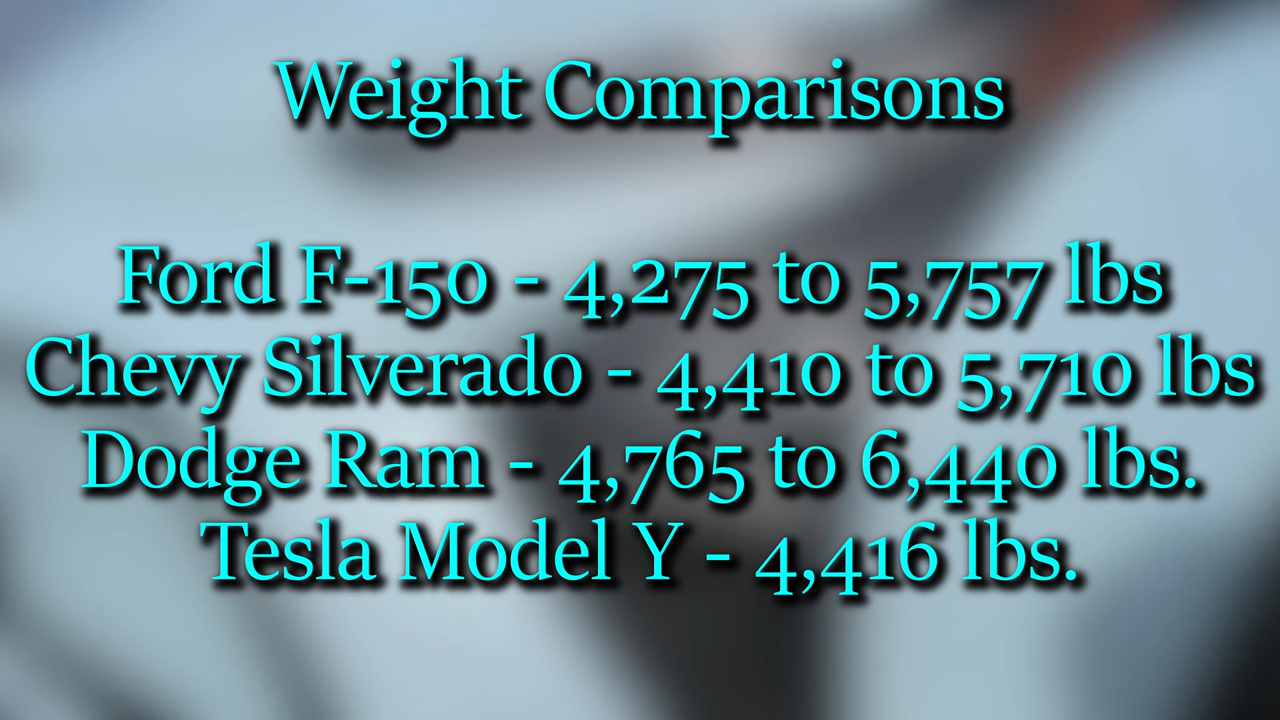 Weight Comparisons
Ford F-150 - 4,275 to 5,757 lbs
Chevy Silverado - 4,410 to 5,710 lbs
Dodge Ram - 4,765 to 6,440 lbs.
Tesla Model Y - 4,416 lbs.